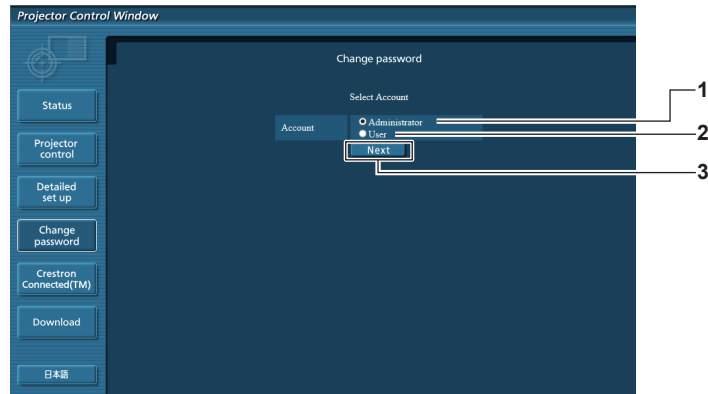 Projector Control Window
Change password
Select Account
Account
Administrator
User
Next
Status
Projector
control
Detailed
set up
Change
password
Crestron
Connected(TM)
Download
日本語
1
2
3